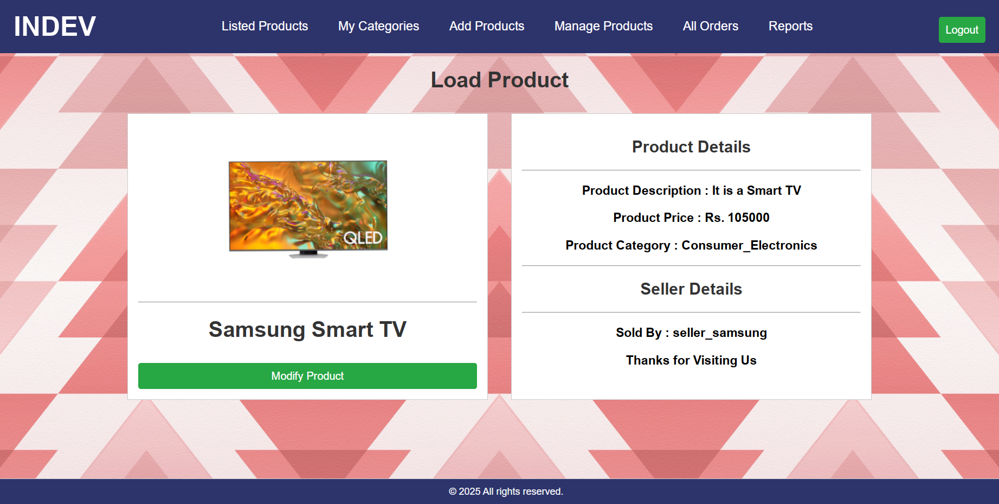 INDEV
Listed Products
My Categories
Add Products
Manage Products
All Orders
Reports
Logout
Load Product
QLED
Samsung Smart TV
Modify Product
Product Details
Product Description : It is a Smart TV
Product Price : Rs. 105000
Product Category : Consumer_Electronics
Seller Details
Sold By : seller_samsung
Thanks for Visiting Us
© 2025 All rights reserved.